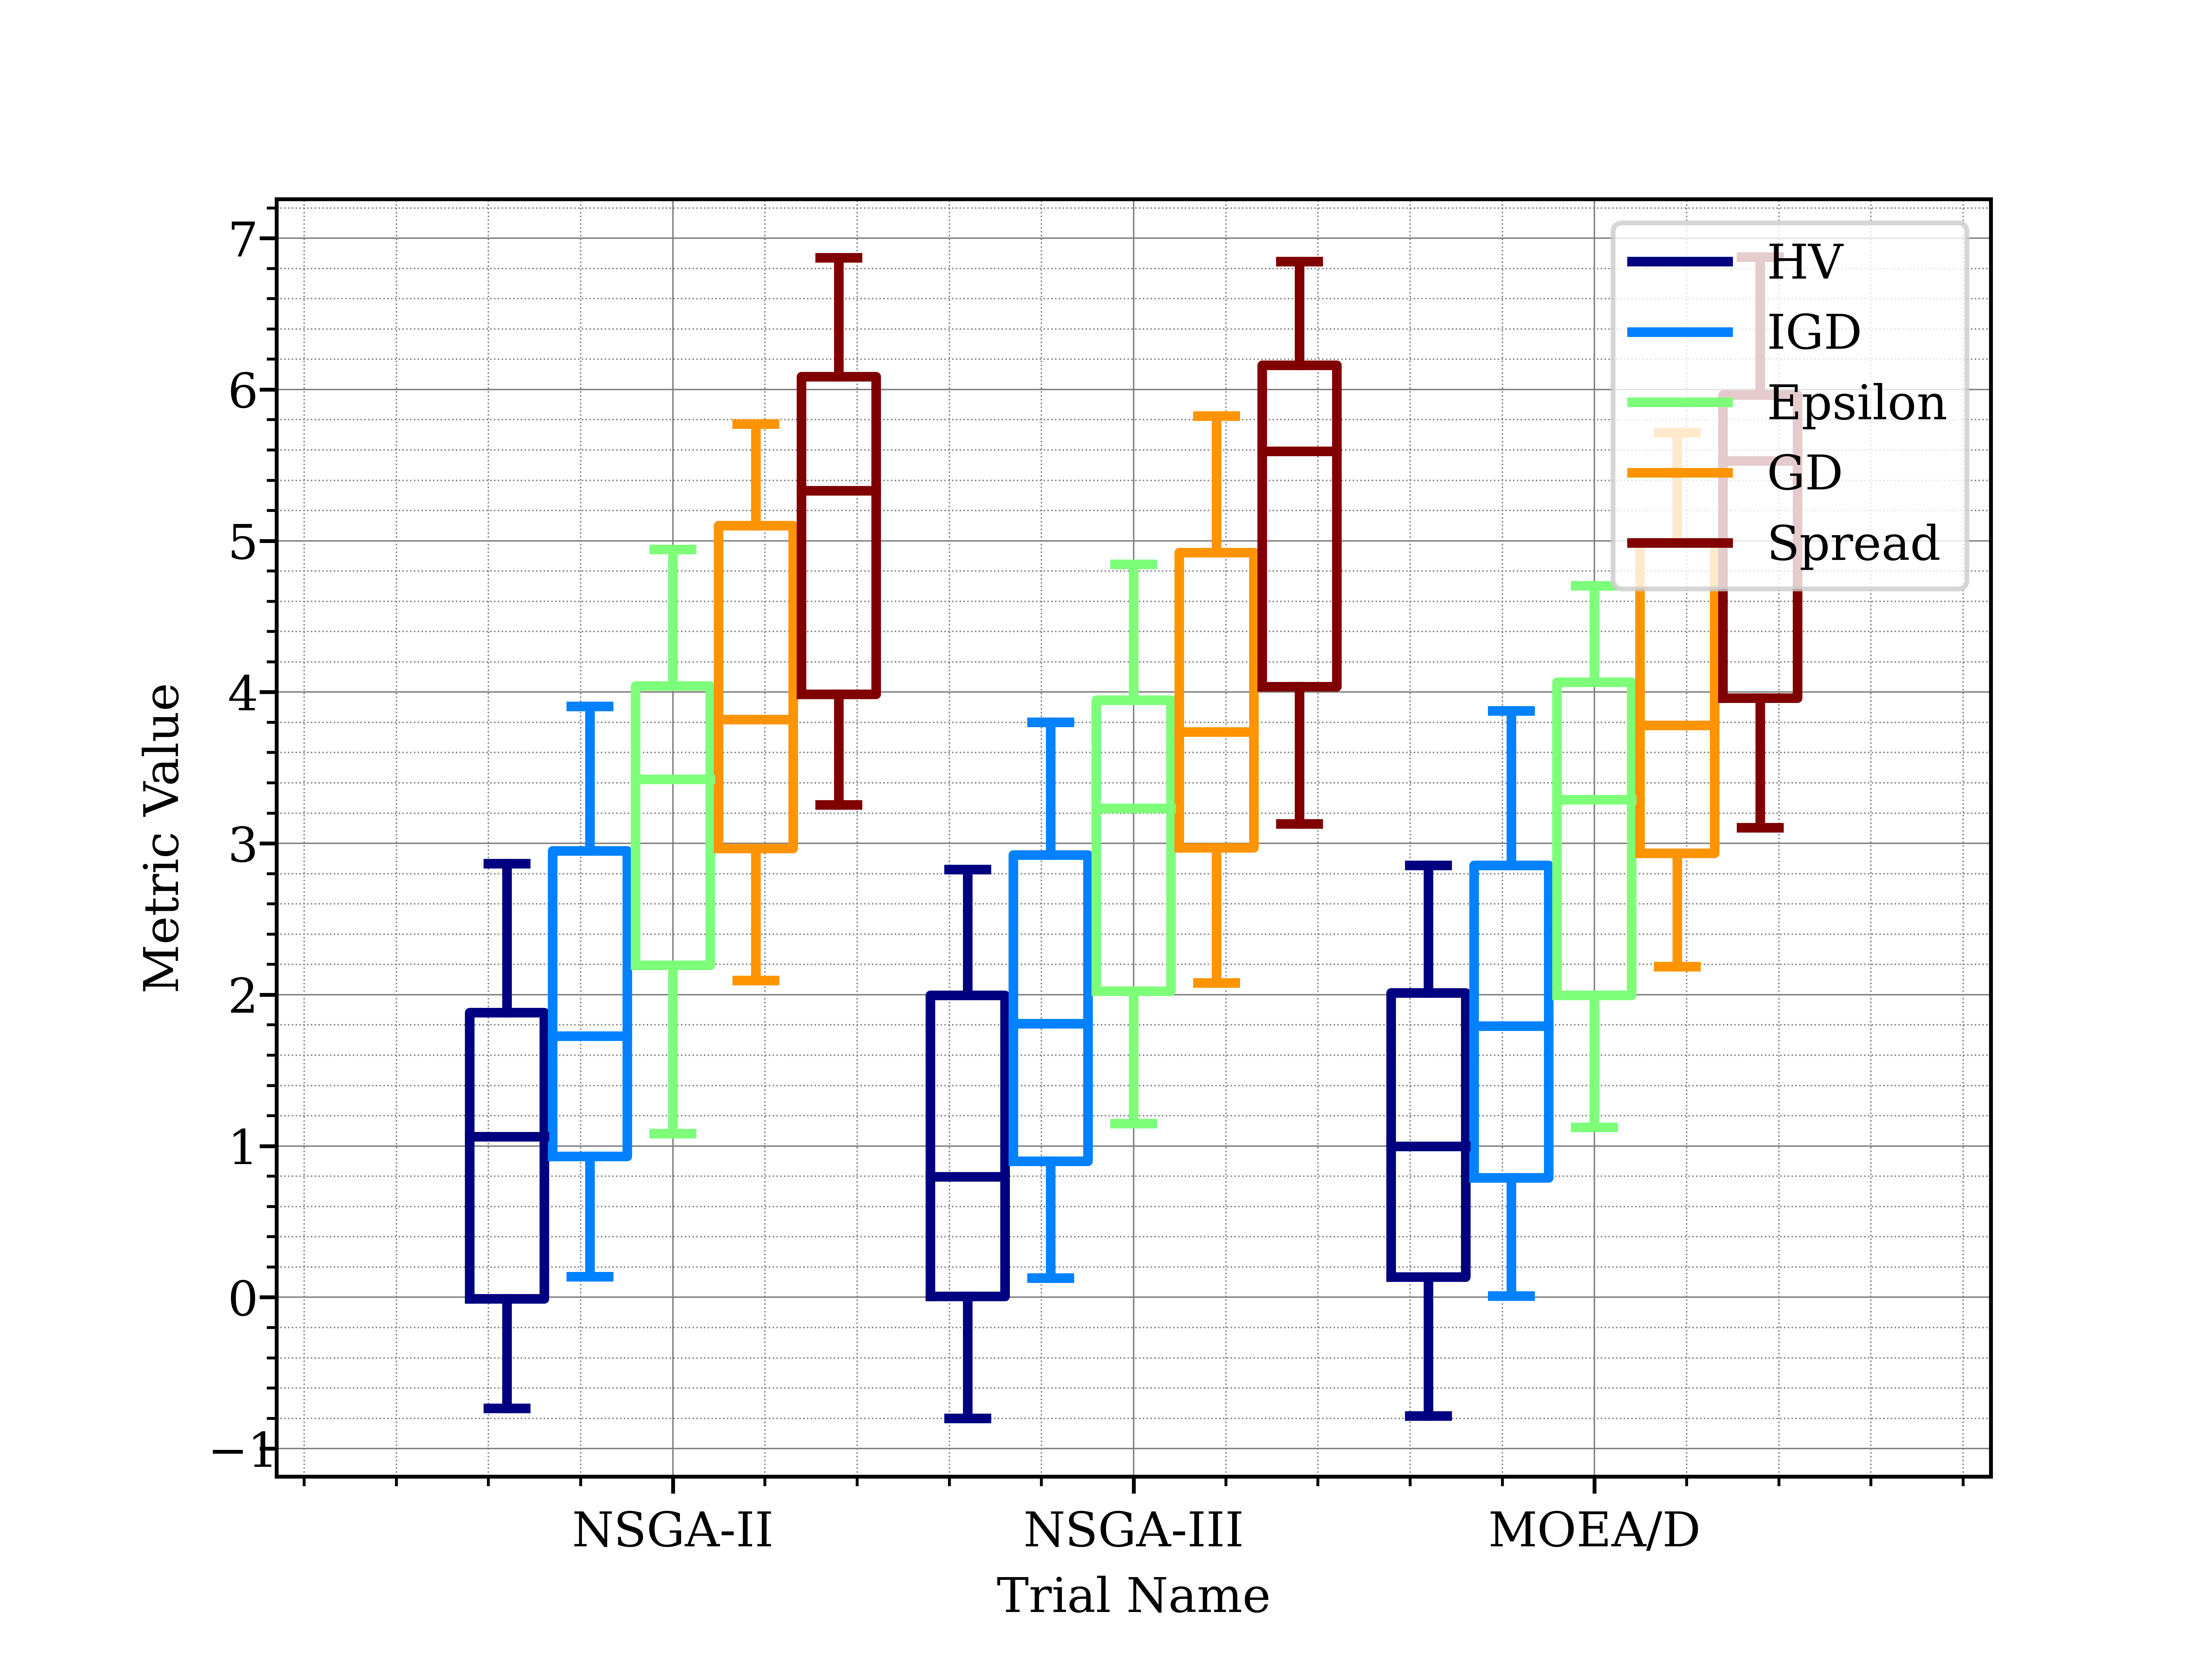 7
6
5
4
3
2
1
0
−1
Metric Value
HV
IGD
Epsilon
GD
Spread
NSGA-II
NSGA-III
MOEA/D
Trial Name